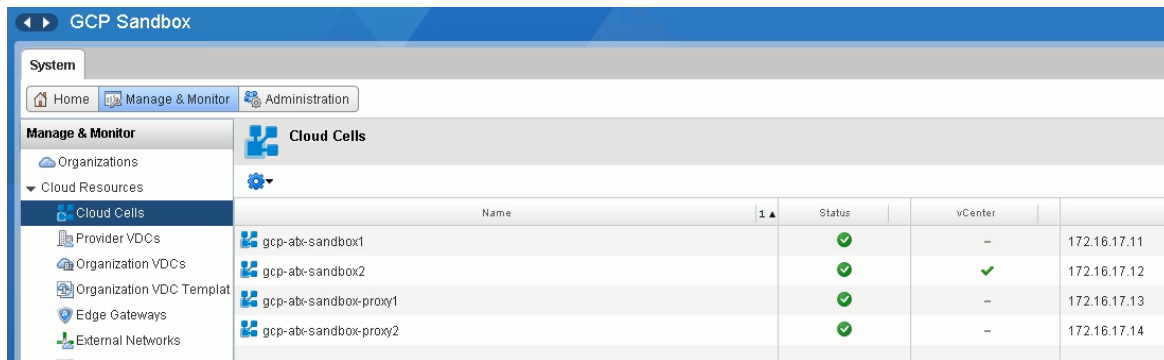 GCP Sandbox
System
Home Manage & Monitor Administration
Manage & Monitor Cloud Cells
Organizations
Cloud Resources
Cloud Cells Name 1 Status vCenter
Provider VDCs gcp-atx-sandbox1 – 172.16.17.11
Organization VDCs gcp-atx-sandbox2 172.16.17.12
Organization VDC Templat gcp-atx-sandbox-proxy1 – 172.16.17.13
Edge Gateways gcp-atx-sandbox-proxy2 – 172.16.17.14
External Networks